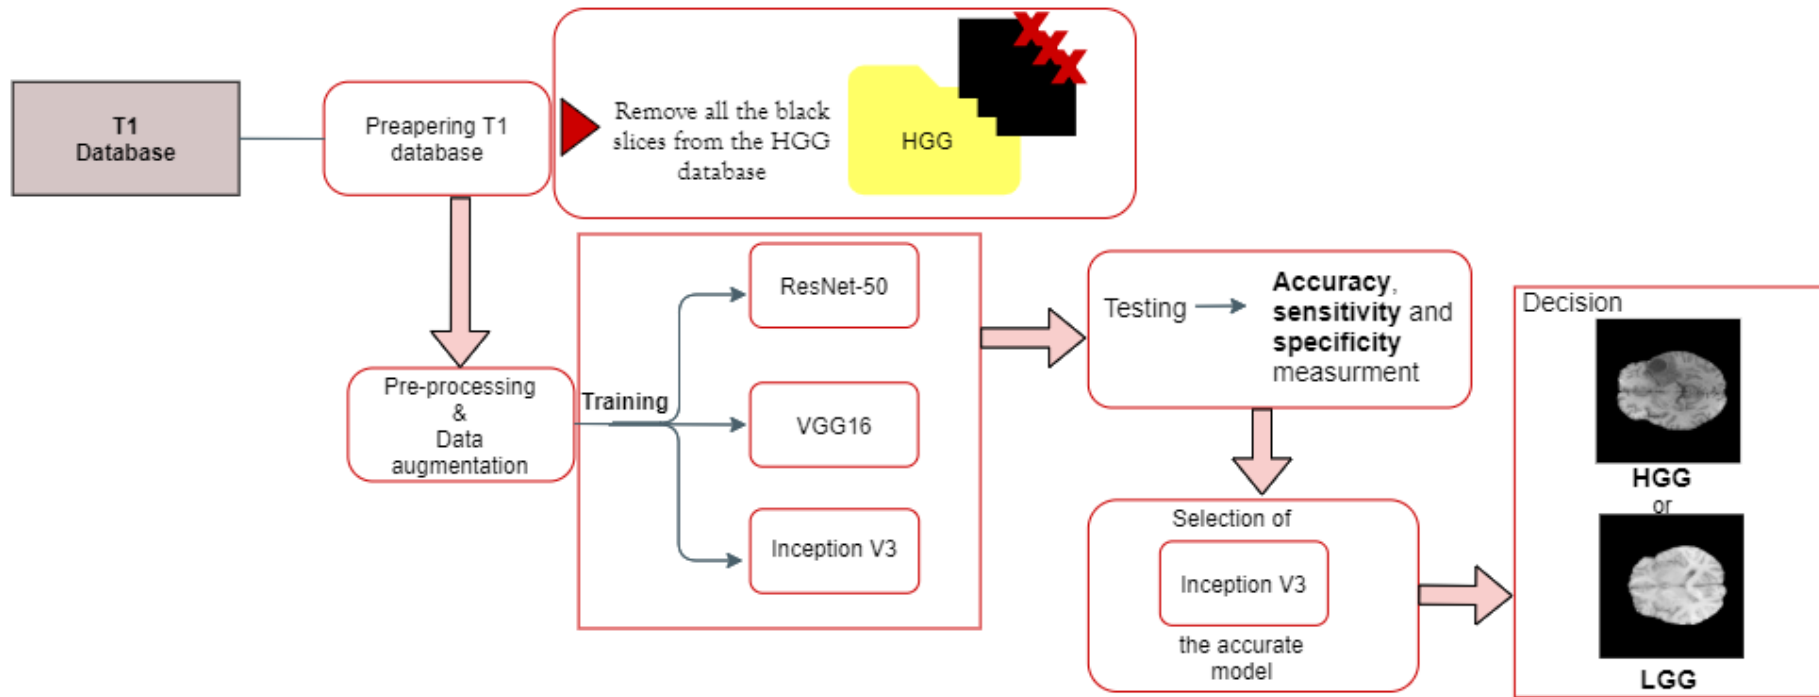 T1
Database
Preapering T1
database
Remove all the black
slices from the HGG
database
HGG
Pre-processing
&
Data
augmentation
Training
ResNet-50
VGG16
Inception V3
Testing
Accuracy,
sensitivity and
specificity
measurment
Selection of
Inception V3
the accurate
model
Decision
HGG
or
LGG